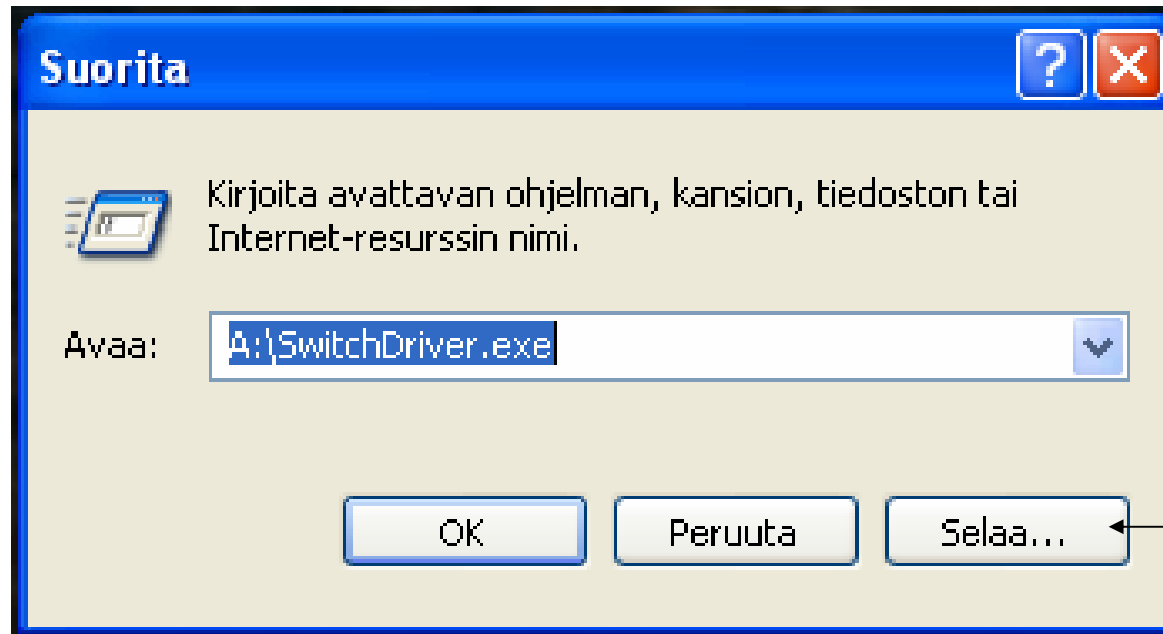 Suorita
Kirjoita avattavan ohjelman, kansion, tiedoston tai
Internet-resurssin nimi.
Avaa: A:\SwitchDriver.exe
OK Peruuta Selaa...